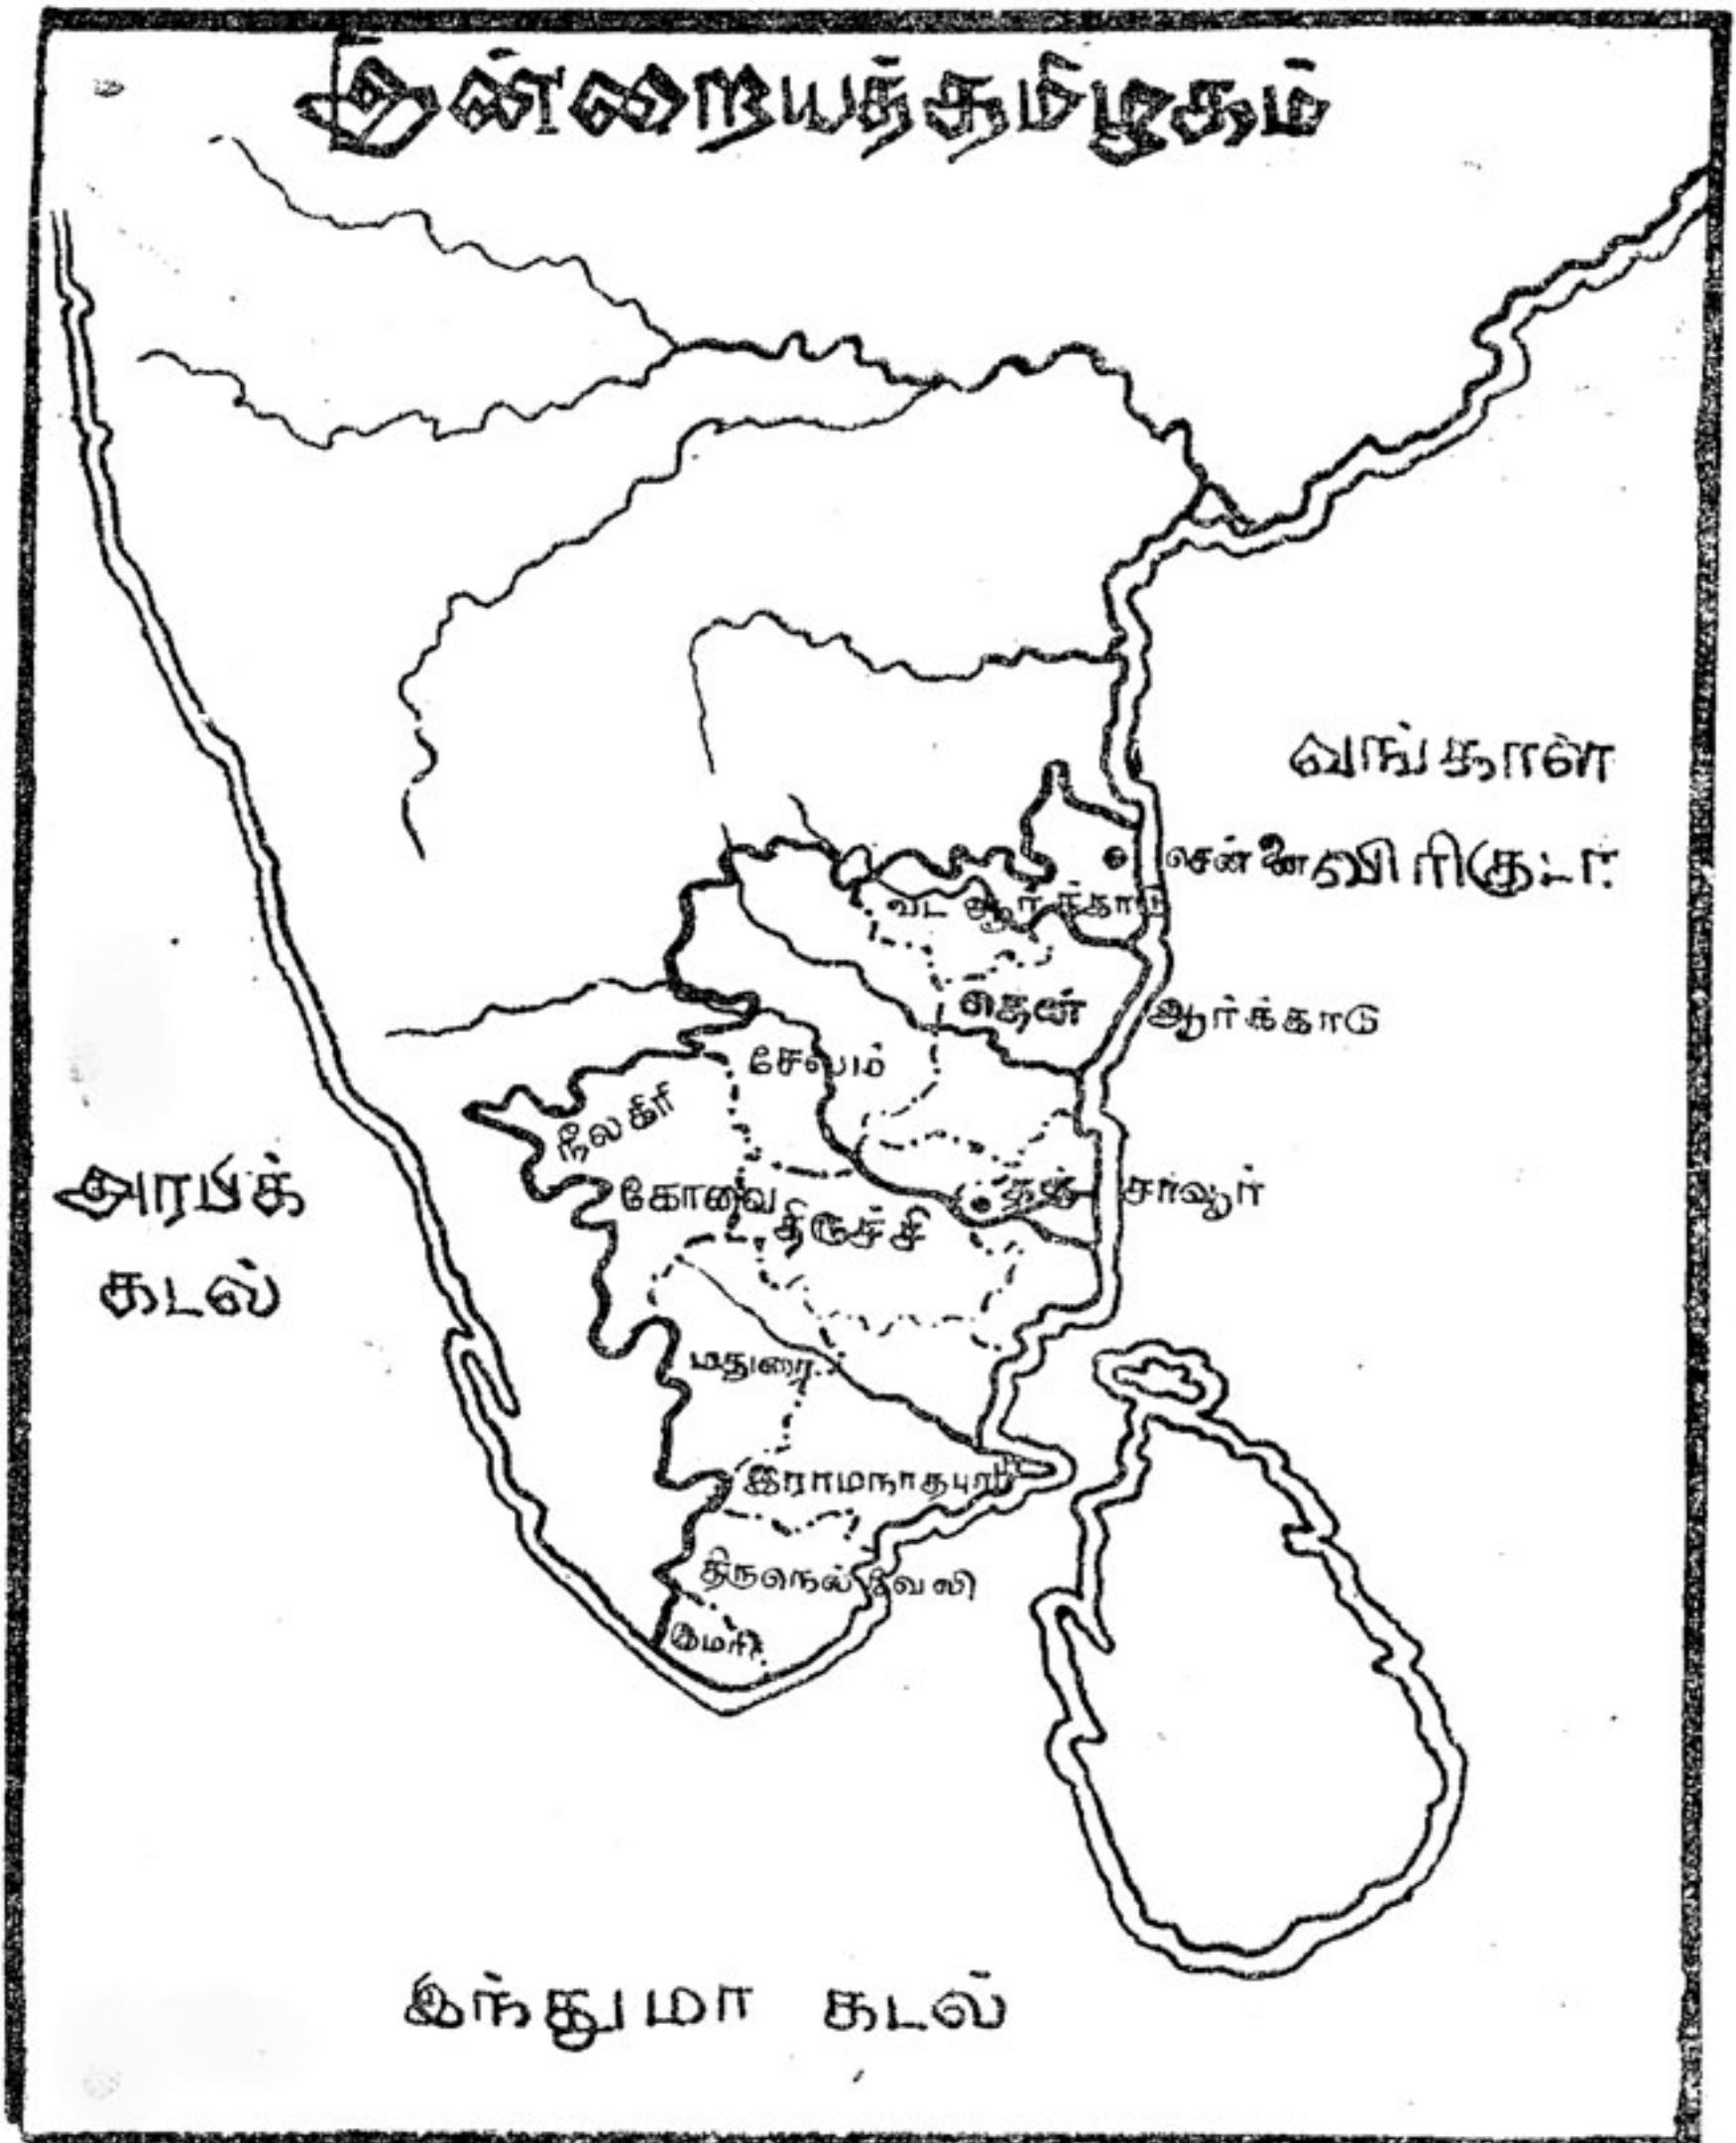 இன்றையத்தமிழகம்
வங்காள
சென்னை விரிகுடா
வட ஆர்க்காடு
தென் ஆர்க்காடு
சேலம்
நீலகிரி
அரபிக்
கடல்
கோவை
திருச்சி
தஞ் சாவூர்
மதுரை
இராமநாதபுரம்
திருநெல்வேலி
குமரி
இந்துமா கடல்